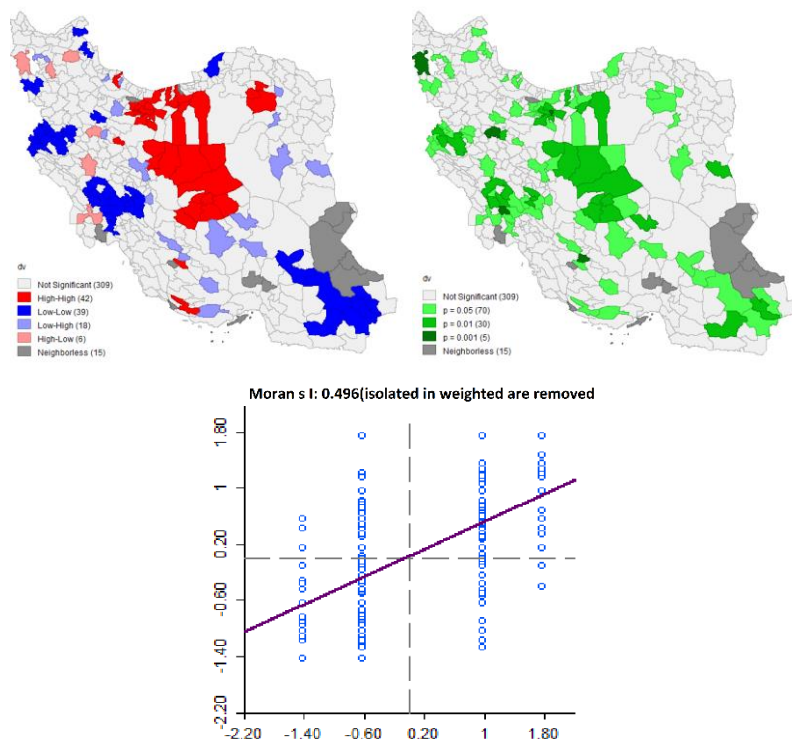 dv
Not Significant (309)
High-High (42)
Low-Low (39)
Low-High (18)
High-Low (6)
Neighborless (15)
dv
Not Significant (309)
p = 0.05 (70)
p = 0.01 (30)
p = 0.001 (5)
Neighborless (15)
Moran s I: 0.496(isolated in weighted are removed
1.80
1
0.20
-0.60
-1.40
-2.20
-2.20 -1.40 -0.60 0.20 1 1.80